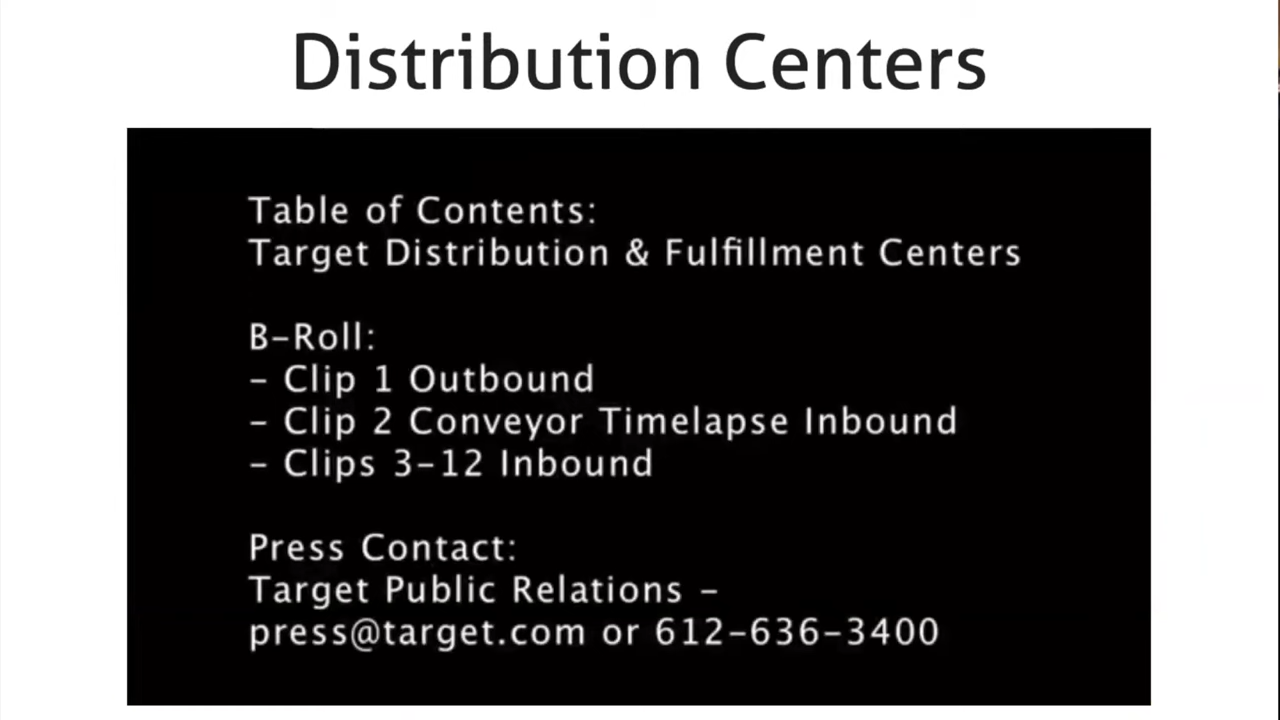 Distribution Centers
Table of Contents:
Target Distribution & Fulfillment Centers
B-Roll:
- Clip 1 Outbound
- Clip 2 Conveyor Timelapse Inbound
- Clips 3-12 Inbound
Press Contact:
Target Public Relations -
press@target.com or 612-636-3400